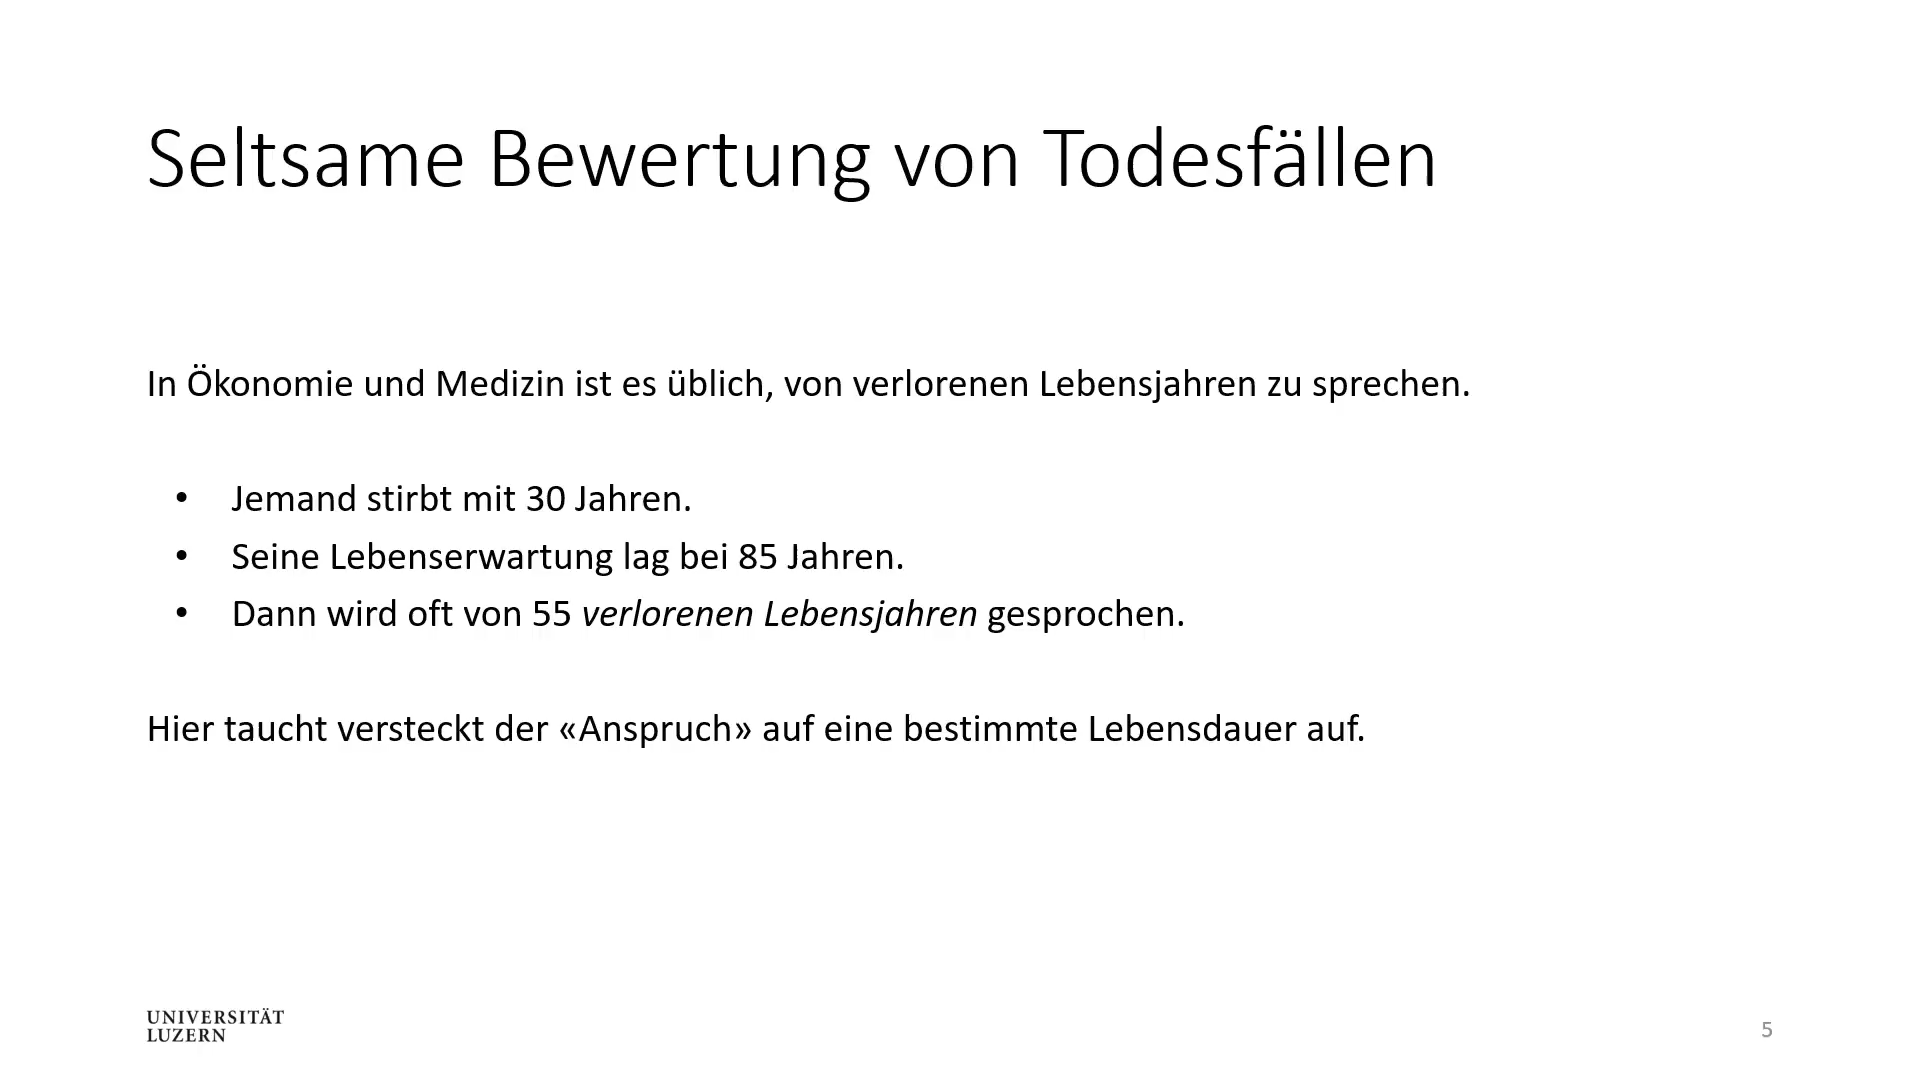 Seltsame Bewertung von Todesfällen
In Ökonomie und Medizin ist es üblich, von verlorenen Lebensjahren zu sprechen.
• Jemand stirbt mit 30 Jahren.
• Seine Lebenserwartung lag bei 85 Jahren.
• Dann wird oft von 55 verlorenen Lebensjahren gesprochen.
Hier taucht versteckt der «Anspruch» auf eine bestimmte Lebensdauer auf.
UNIVERSITÄT
LUZERN
5